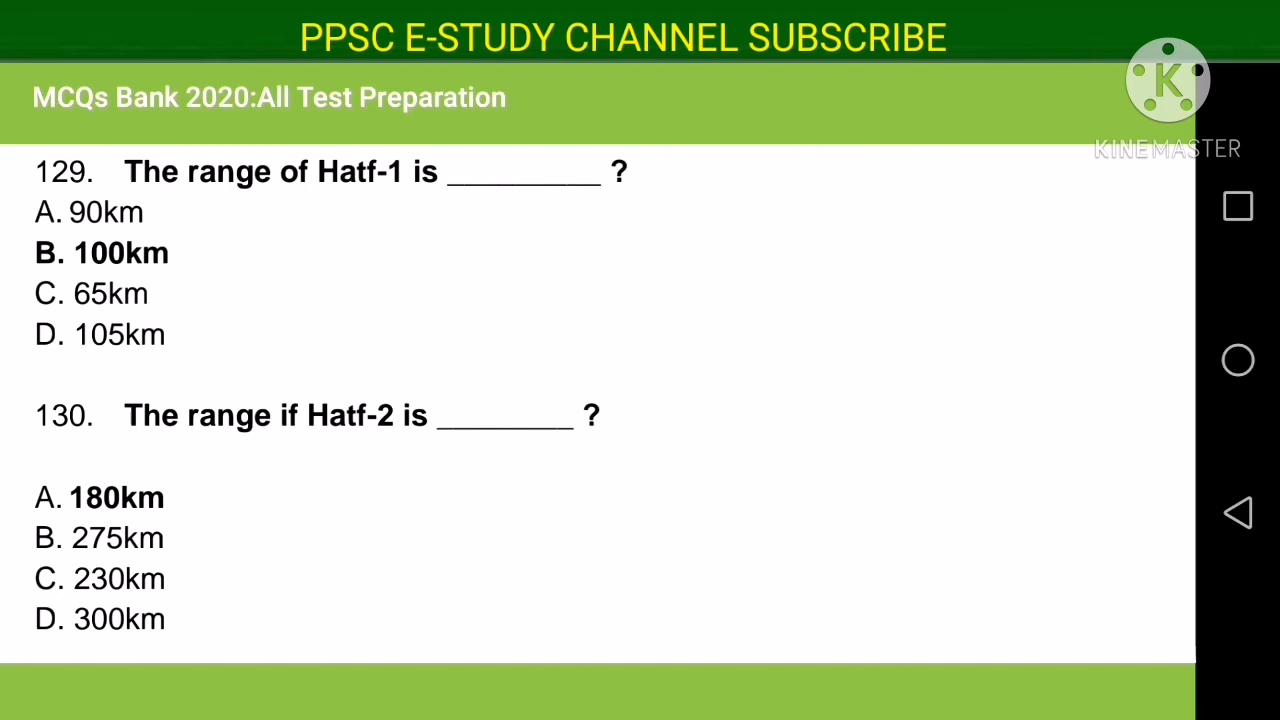 PPSC E-STUDY CHANNEL SUBSCRIBE
MCQs Bank 2020:All Test Preparation
K
KINEMASTER
129. The range of Hatf-1 is _________ ?
A. 90km
B. 100km
C. 65km
D. 105km
130. The range if Hatf-2 is ________ ?
A. 180km
B. 275km
C. 230km
D. 300km